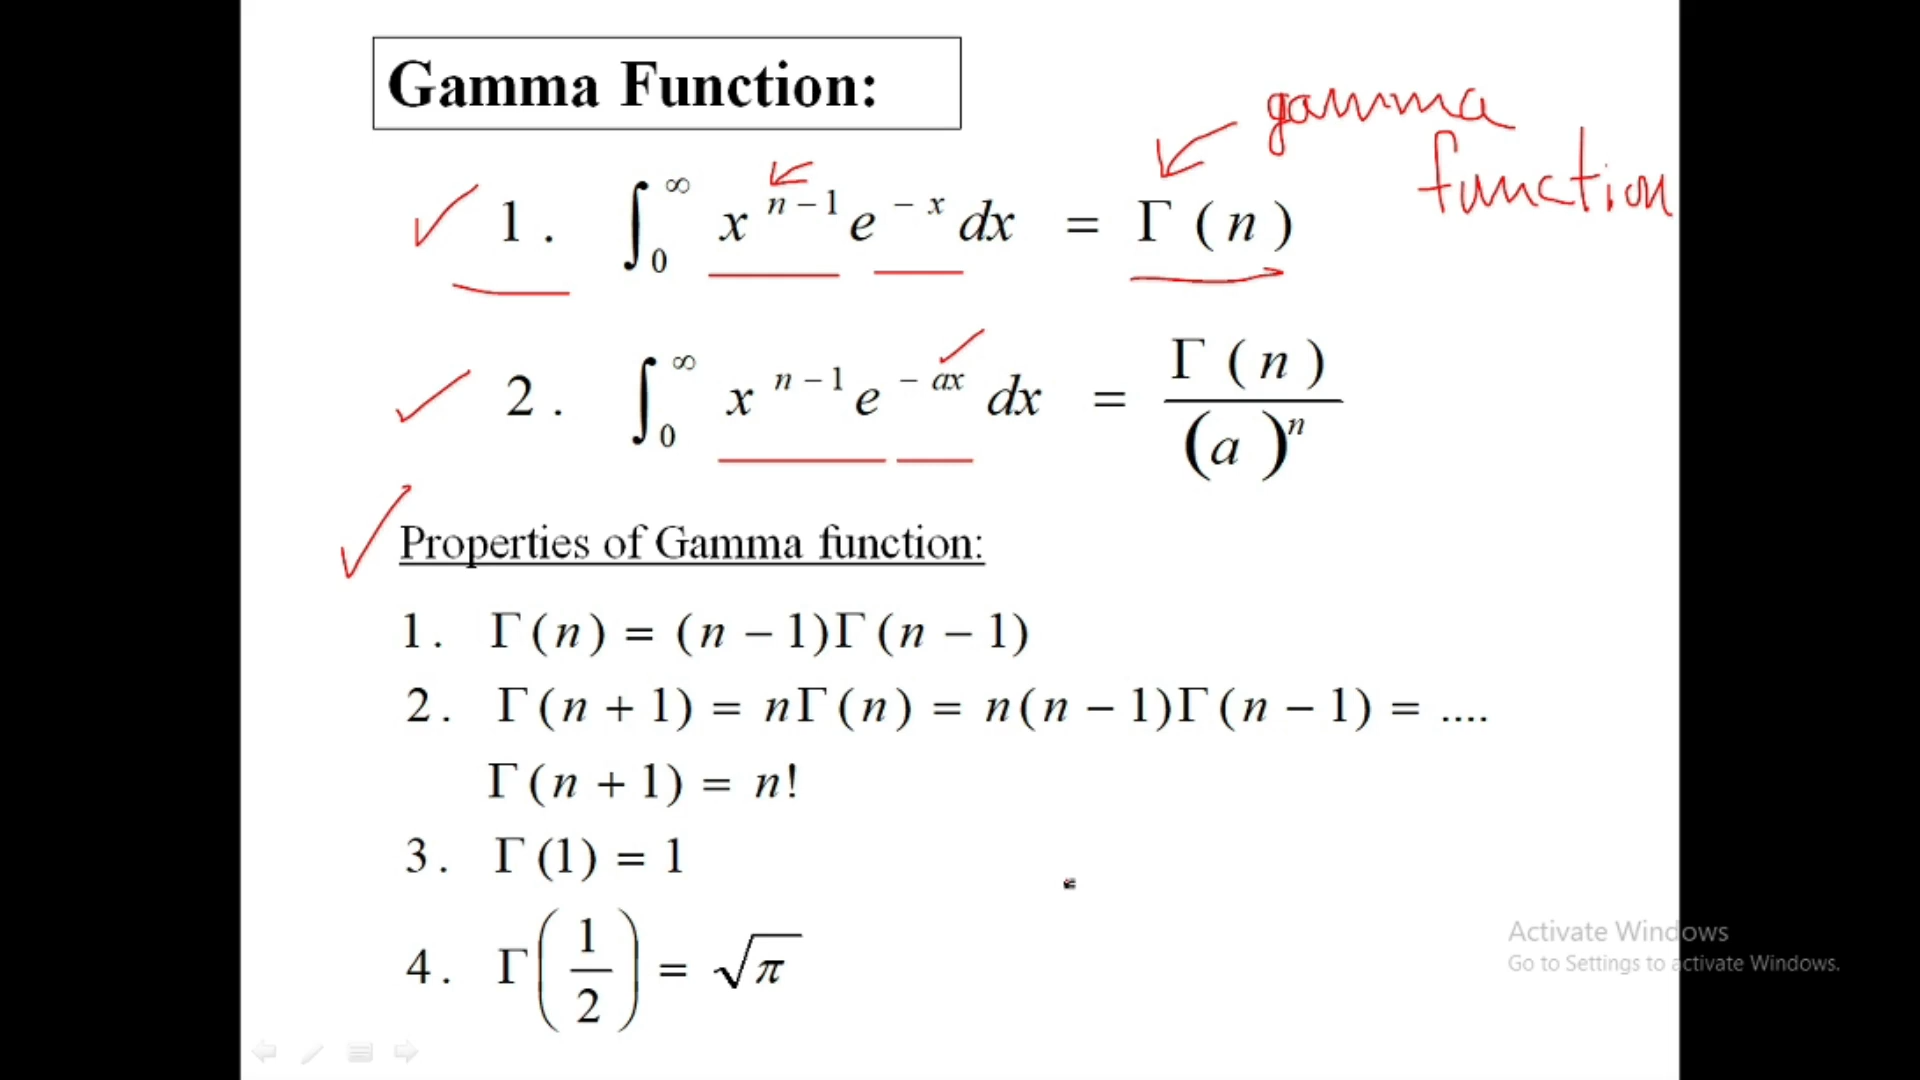 Gamma Function:
gamma
function
1. ∫₀^∞ x^{n−1} e^{−x} dx = Γ(n)
2. ∫₀^∞ x^{n−1} e^{−ax} dx = Γ(n) / (a)^n
Properties of Gamma function:
1. Γ(n) = (n − 1)Γ(n − 1)
2. Γ(n + 1) = nΓ(n) = n(n − 1)Γ(n − 1) = ....
Γ(n + 1) = n!
3. Γ(1) = 1
4. Γ(1/2) = √π
Activate Windows
Go to Settings to activate Windows.